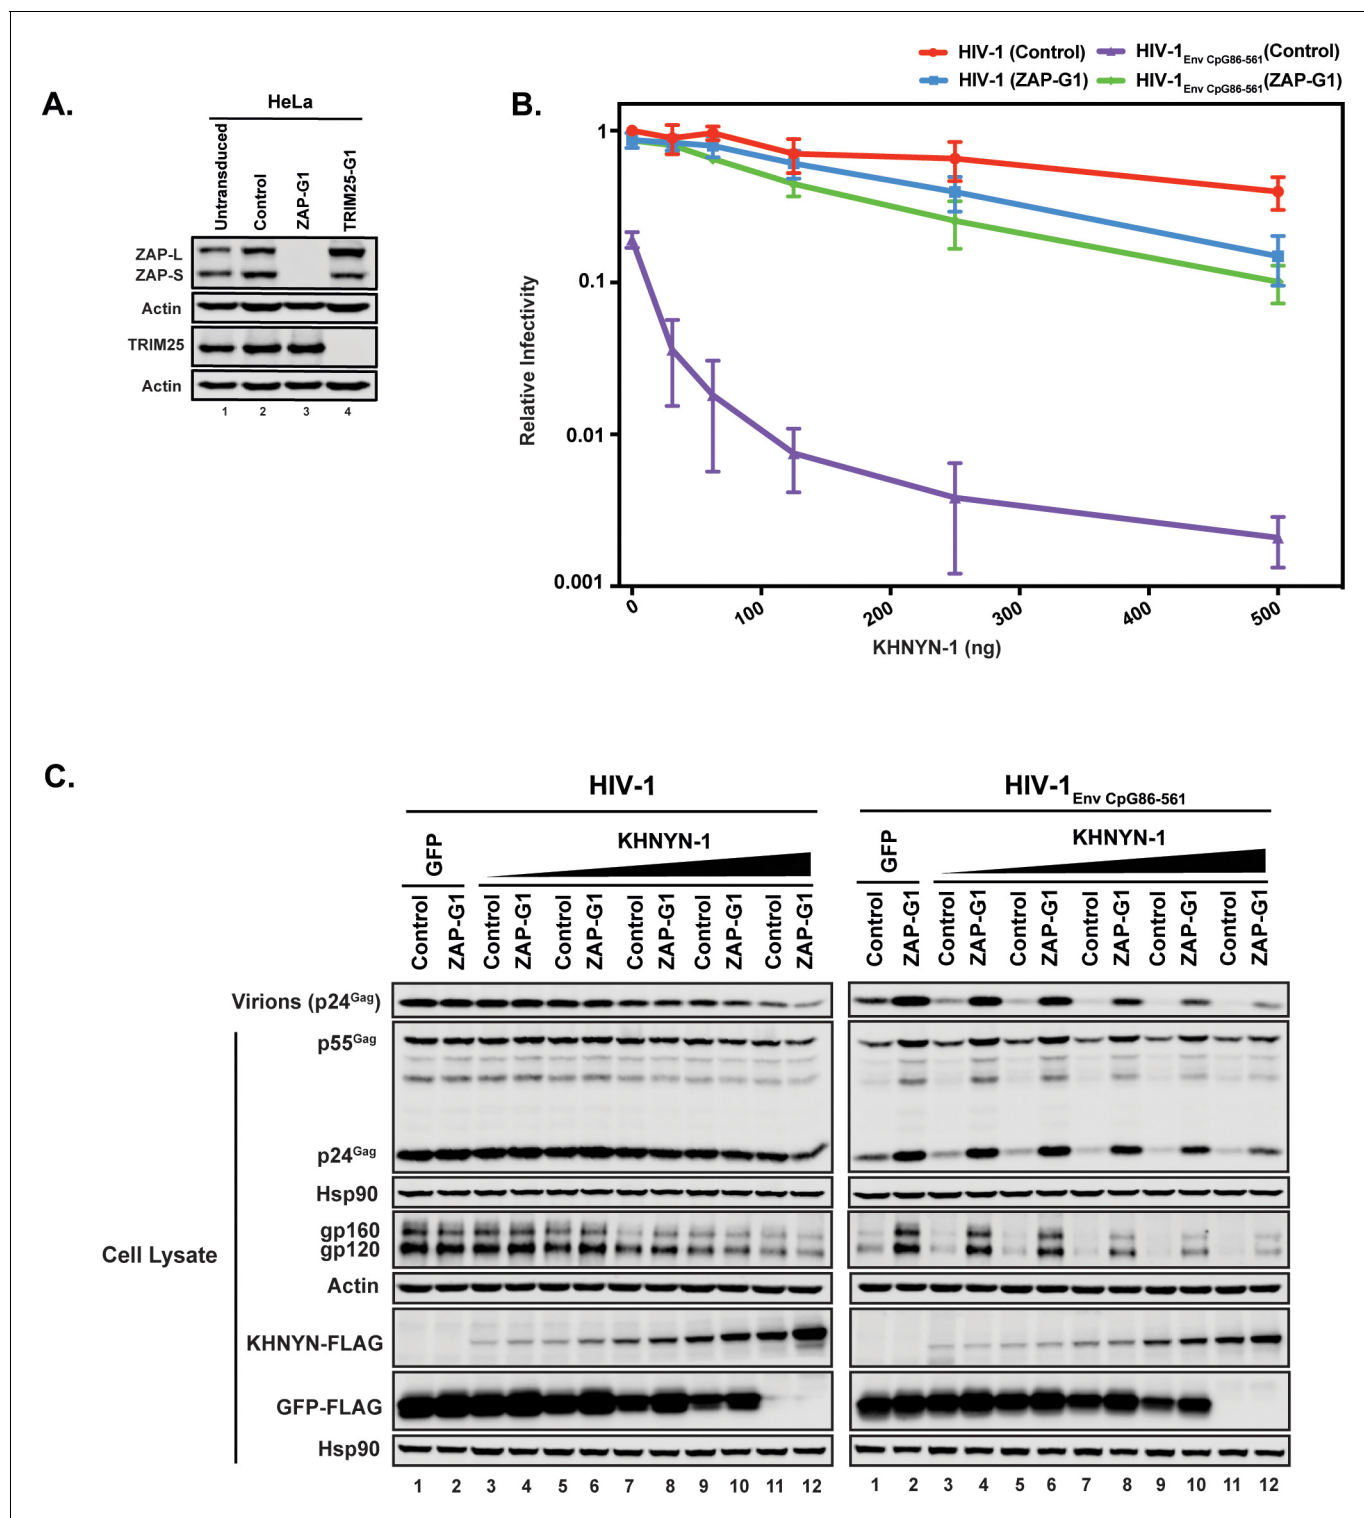 A.
HeLa
Untransduced
Control
ZAP-G1
TRIM25-G1
ZAP-L
ZAP-S
Actin
TRIM25
Actin
1 2 3 4
B.
HIV-1 (Control)
HIV-1 Env CpG86-561 (Control)
HIV-1 (ZAP-G1)
HIV-1 Env CpG86-561 (ZAP-G1)
Relative Infectivity
1
0.1
0.01
0.001
0 100 200 300 400 500
KHNYN-1 (ng)
C.
HIV-1
GFP
KHNYN-1
Control ZAP-G1 Control ZAP-G1 Control ZAP-G1 Control ZAP-G1 Control ZAP-G1 Control ZAP-G1
HIV-1 Env CpG86-561
GFP
KHNYN-1
Control ZAP-G1 Control ZAP-G1 Control ZAP-G1 Control ZAP-G1 Control ZAP-G1 Control ZAP-G1
Virions (p24Gag)
Cell Lysate
p55Gag
p24Gag
Hsp90
gp160
gp120
Actin
KHNYN-FLAG
GFP-FLAG
Hsp90
1 2 3 4 5 6 7 8 9 10 11 12
1 2 3 4 5 6 7 8 9 10 11 12